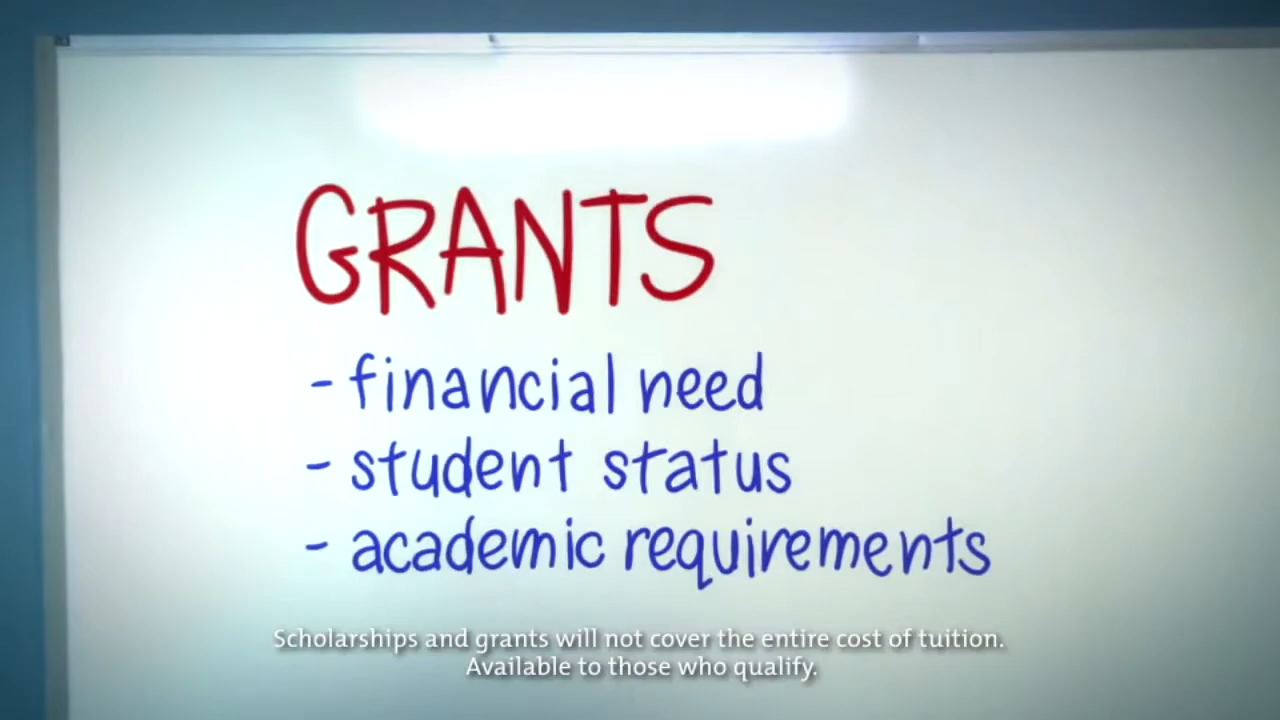 GRANTS
- financial need
- student status
- academic requirements
Scholarships and grants will not cover the entire cost of tuition.
Available to those who qualify.